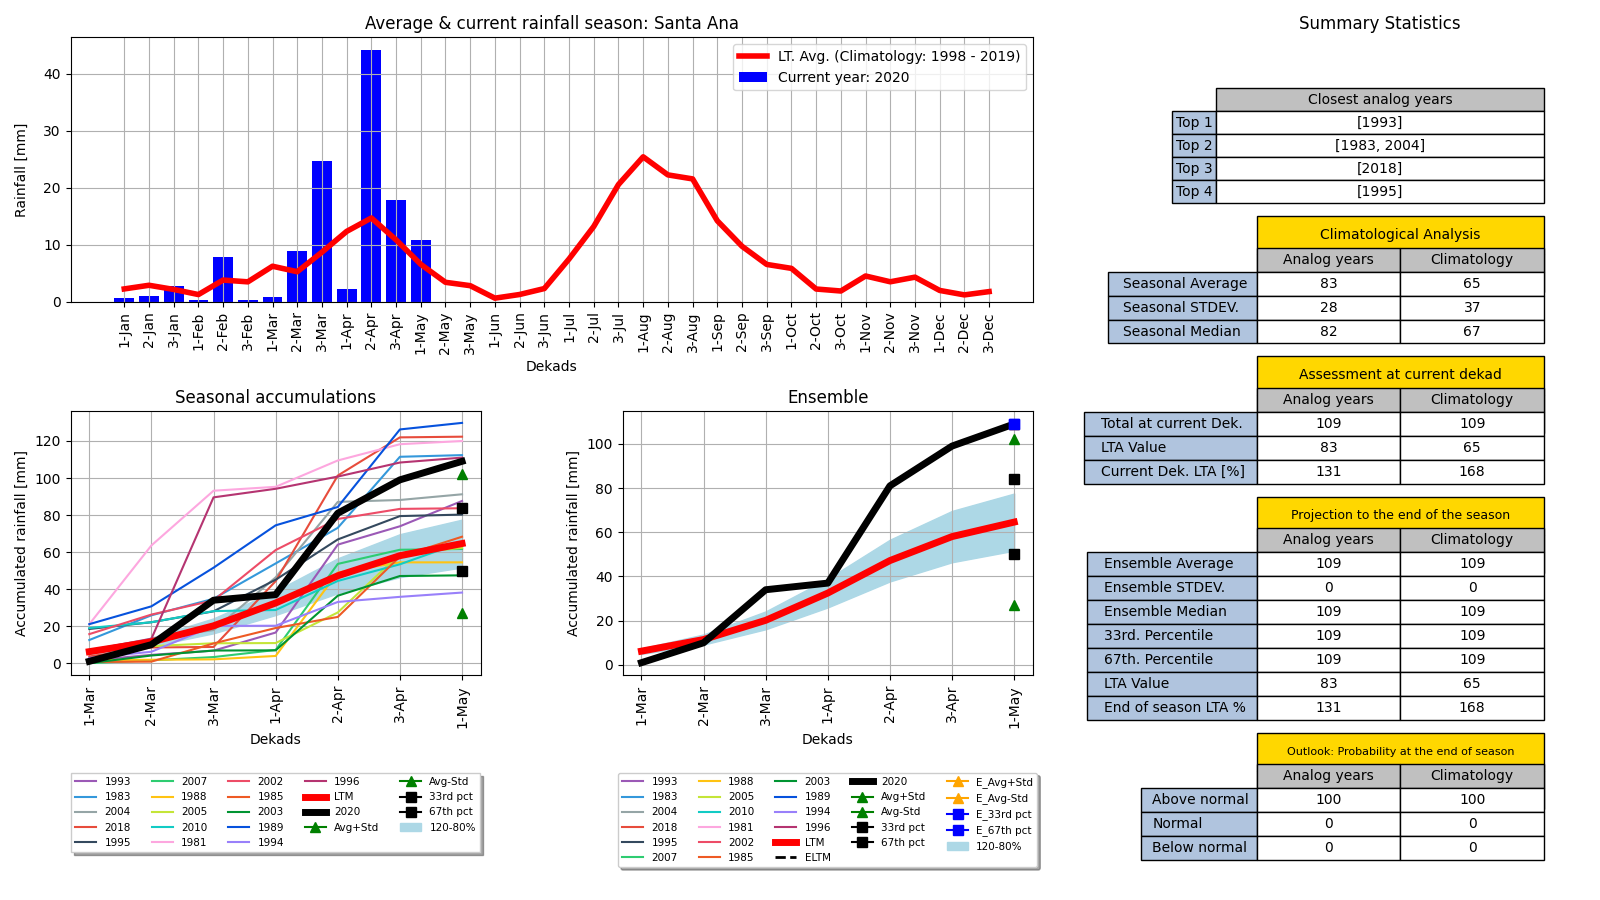 Average & current rainfall season: Santa Ana
LT. Avg. (Climatology: 1998 - 2019)
Current year: 2020
Rainfall [mm]
40
30
20
10
0
1-Jan 2-Jan 3-Jan 1-Feb 2-Feb 3-Feb 1-Mar 2-Mar 3-Mar 1-Apr 2-Apr 3-Apr 1-May 2-May 3-May 1-Jun 2-Jun 3-Jun 1-Jul 2-Jul 3-Jul 1-Aug 2-Aug 3-Aug 1-Sep 2-Sep 3-Sep 1-Oct 2-Oct 3-Oct 1-Nov 2-Nov 3-Nov 1-Dec 2-Dec 3-Dec
Dekads
Seasonal accumulations
Accumulated rainfall [mm]
120
100
80
60
40
20
0
1-Mar 2-Mar 3-Mar 1-Apr 2-Apr 3-Apr 1-May
Dekads
1993 2007 2002 1996 Avg-Std
1983 1988 1985 LTM 33rd pct
2004 2005 2003 2020 67th pct
2018 2010 1989 Avg+Std 120-80%
1995 1981 1994
Ensemble
Accumulated rainfall [mm]
100
80
60
40
20
0
1-Mar 2-Mar 3-Mar 1-Apr 2-Apr 3-Apr 1-May
Dekads
1993 1988 2003 2020 E_Avg+Std
1983 2005 1989 Avg+Std E_Avg-Std
2004 2010 1994 Avg-Std E_33rd pct
2018 1981 1996 33rd pct E_67th pct
1995 2002 LTM 67th pct 120-80%
2007 1985 ELTM
Summary Statistics
Closest analog years
Top 1 [1993]
Top 2 [1983, 2004]
Top 3 [2018]
Top 4 [1995]
Climatological Analysis
Analog years Climatology
Seasonal Average 83 65
Seasonal STDEV. 28 37
Seasonal Median 82 67
Assessment at current dekad
Analog years Climatology
Total at current Dek. 109 109
LTA Value 83 65
Current Dek. LTA [%] 131 168
Projection to the end of the season
Analog years Climatology
Ensemble Average 109 109
Ensemble STDEV. 0 0
Ensemble Median 109 109
33rd. Percentile 109 109
67th. Percentile 109 109
LTA Value 83 65
End of season LTA % 131 168
Outlook: Probability at the end of season
Analog years Climatology
Above normal 100 100
Normal 0 0
Below normal 0 0